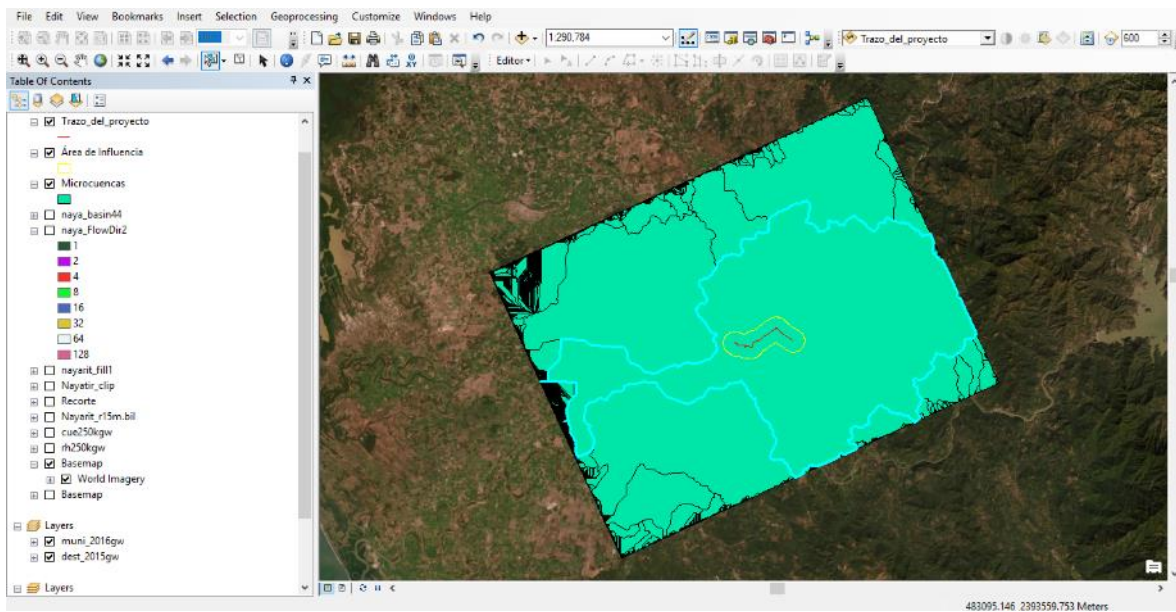 File Edit View Bookmarks Insert Selection Geoprocessing Customize Windows Help
1:290.784 Trazo_del_proyecto 600
Editor
Table Of Contents
Trazo_del_proyecto
Área de Influencia
Microcuencas
naya_basin44
naya_FlowDir2
1
2
4
8
16
32
64
128
nayarit_fill1
Nayatir_clip
Recorte
Nayarit_r15m.bil
cue250kgw
rh250kgw
Basemap
World Imagery
Basemap
Layers
muni_2016gw
dest_2015gw
Layers
483095.146 2393559.753 Meters